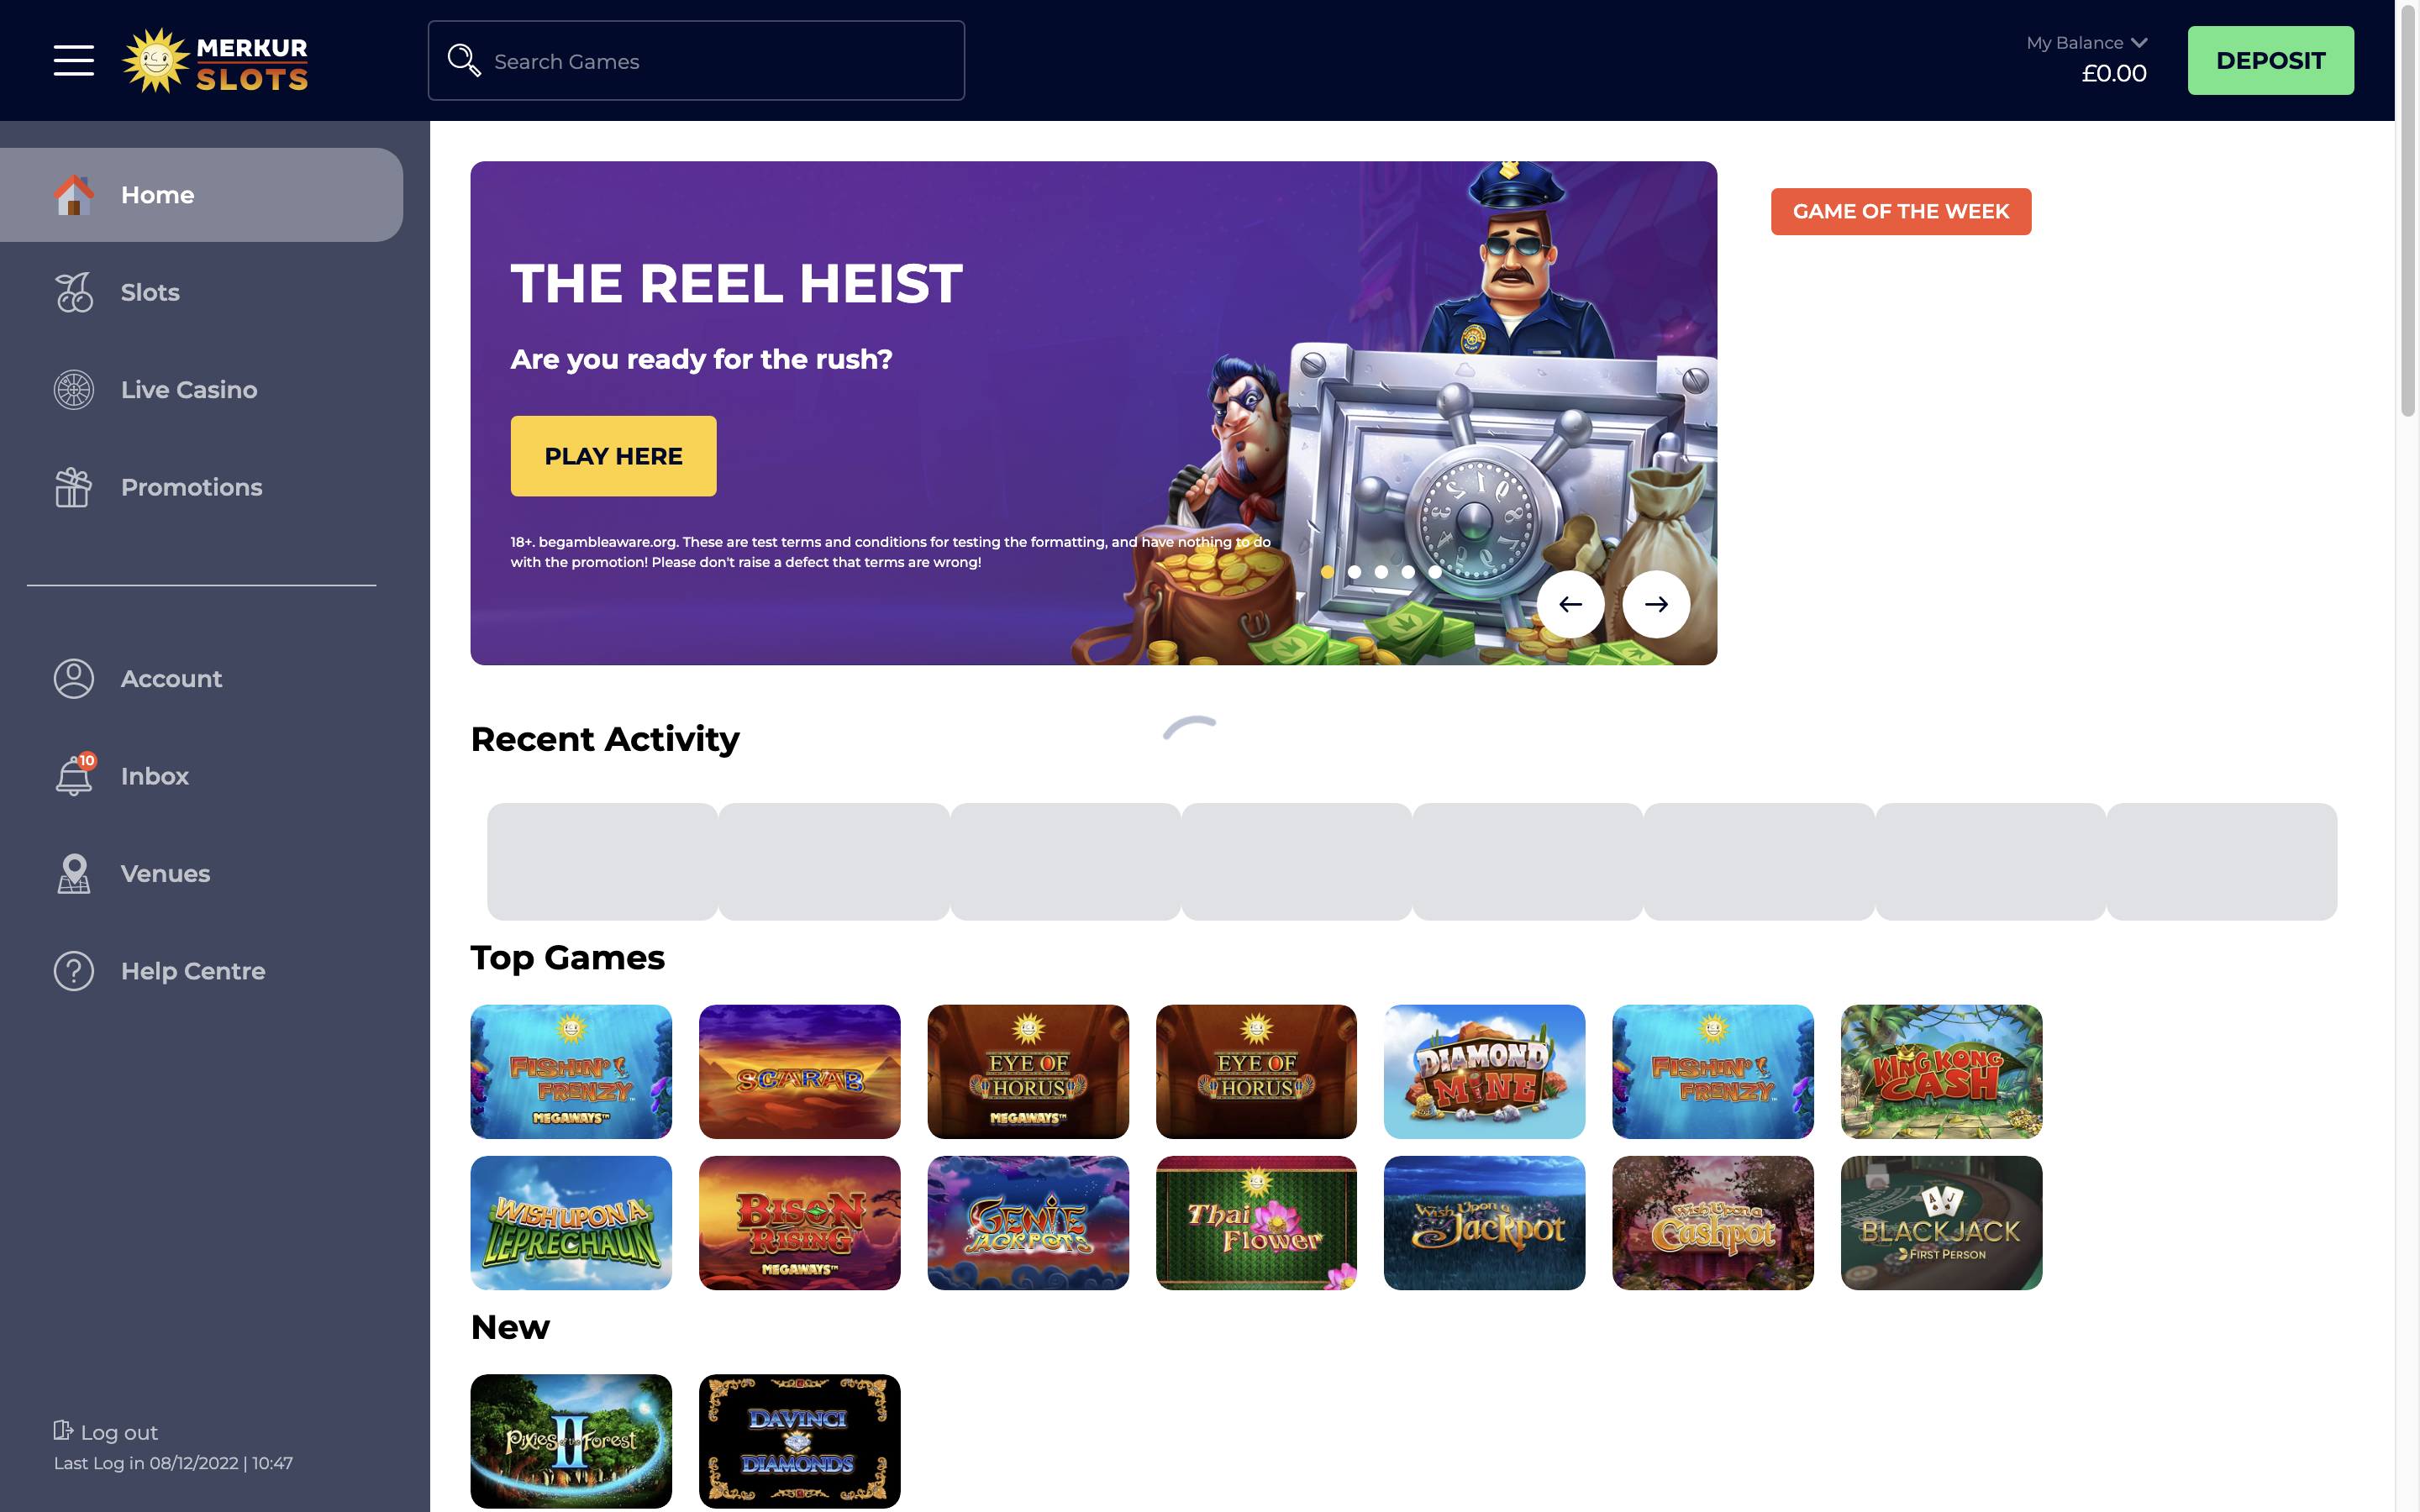 MERKUR
SLOTS
Search Games
My Balance
£0.00
DEPOSIT
Home
Slots
Live Casino
Promotions
Account
10
Inbox
Venues
Help Centre
Log out
Last Log in 08/12/2022 | 10:47
THE REEL HEIST
Are you ready for the rush?
PLAY HERE
18+. begambleaware.org. These are test terms and conditions for testing the formatting, and have nothing to do
with the promotion! Please don't raise a defect that terms are wrong!
GAME OF THE WEEK
Recent Activity
Top Games
FISHIN' FRENZY™ MEGAWAYS™
SCARAB
EYE OF HORUS MEGAWAYS™
EYE OF HORUS
DIAMOND MINE
FISHIN' FRENZY™
KING KONG CASH
WISH UPON A LEPRECHAUN
BISON RISING MEGAWAYS™
GENIE JACKPOTS
Thai Flower
Wish Upon a Jackpot
Wish Upon a Cashpot
A J BLACKJACK FIRST PERSON
New
Pixies of the Forest II
DAVINCI DIAMONDS